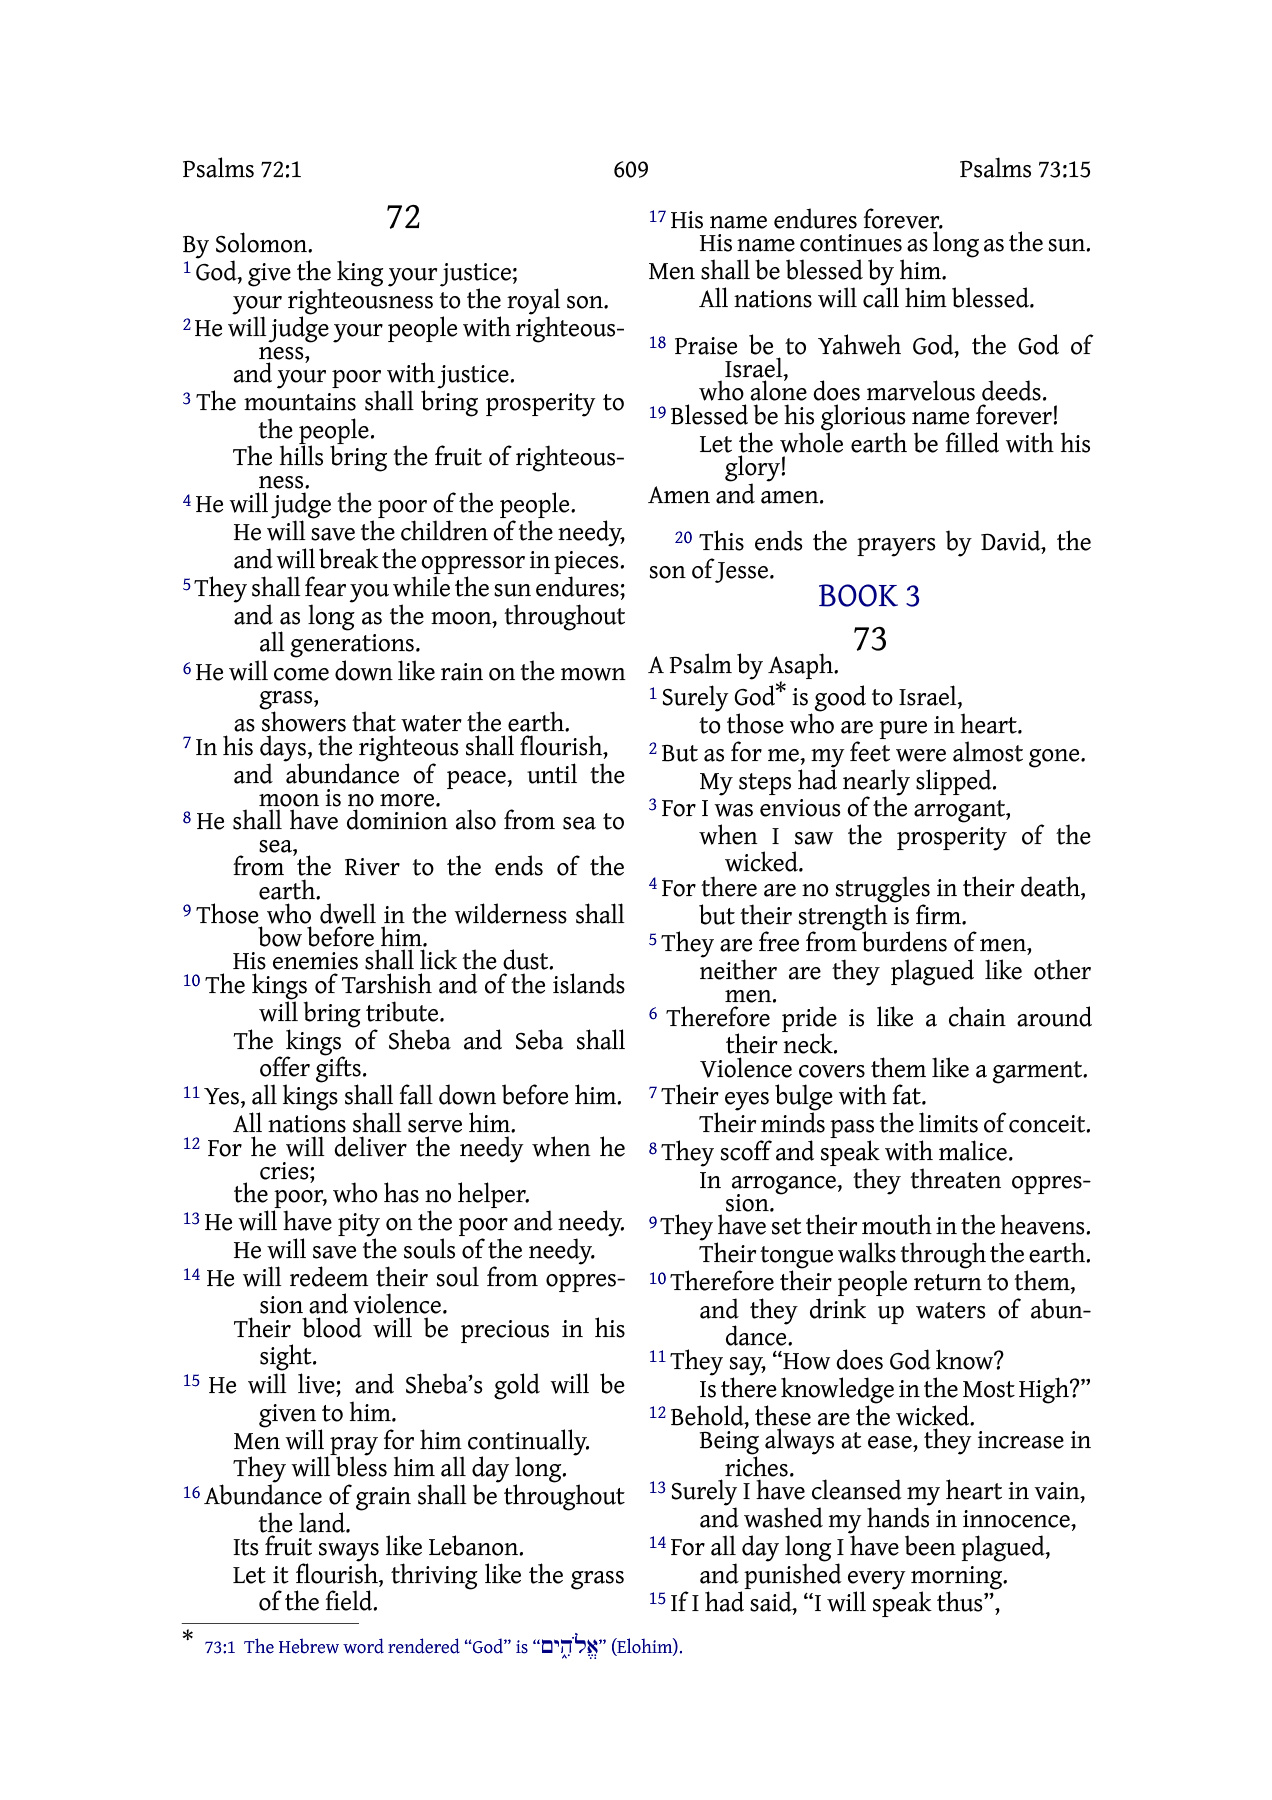 Psalms 72:1 609 Psalms 73:15
72
By Solomon.
1 God, give the king your justice;
your righteousness to the royal son.
2 He will judge your people with righteous-
ness,
and your poor with justice.
3 The mountains shall bring prosperity to
the people.
The hills bring the fruit of righteous-
ness.
4 He will judge the poor of the people.
He will save the children of the needy,
and will break the oppressor in pieces.
5 They shall fear you while the sun endures;
and as long as the moon, throughout
all generations.
6 He will come down like rain on the mown
grass,
as showers that water the earth.
7 In his days, the righteous shall flourish,
and abundance of peace, until the
moon is no more.
8 He shall have dominion also from sea to
sea,
from the River to the ends of the
earth.
9 Those who dwell in the wilderness shall
bow before him.
His enemies shall lick the dust.
10 The kings of Tarshish and of the islands
will bring tribute.
The kings of Sheba and Seba shall
offer gifts.
11 Yes, all kings shall fall down before him.
All nations shall serve him.
12 For he will deliver the needy when he
cries;
the poor, who has no helper.
13 He will have pity on the poor and needy.
He will save the souls of the needy.
14 He will redeem their soul from oppres-
sion and violence.
Their blood will be precious in his
sight.
15 He will live; and Sheba’s gold will be
given to him.
Men will pray for him continually.
They will bless him all day long.
16 Abundance of grain shall be throughout
the land.
Its fruit sways like Lebanon.
Let it flourish, thriving like the grass
of the field.
17 His name endures forever.
His name continues as long as the sun.
Men shall be blessed by him.
All nations will call him blessed.
18 Praise be to Yahweh God, the God of
Israel,
who alone does marvelous deeds.
19 Blessed be his glorious name forever!
Let the whole earth be filled with his
glory!
Amen and amen.
20 This ends the prayers by David, the
son of Jesse.
BOOK 3
73
A Psalm by Asaph.
1 Surely God* is good to Israel,
to those who are pure in heart.
2 But as for me, my feet were almost gone.
My steps had nearly slipped.
3 For I was envious of the arrogant,
when I saw the prosperity of the
wicked.
4 For there are no struggles in their death,
but their strength is firm.
5 They are free from burdens of men,
neither are they plagued like other
men.
6 Therefore pride is like a chain around
their neck.
Violence covers them like a garment.
7 Their eyes bulge with fat.
Their minds pass the limits of conceit.
8 They scoff and speak with malice.
In arrogance, they threaten oppres-
sion.
9 They have set their mouth in the heavens.
Their tongue walks through the earth.
10 Therefore their people return to them,
and they drink up waters of abun-
dance.
11 They say, “How does God know?
Is there knowledge in the Most High?”
12 Behold, these are the wicked.
Being always at ease, they increase in
riches.
13 Surely I have cleansed my heart in vain,
and washed my hands in innocence,
14 For all day long I have been plagued,
and punished every morning.
15 If I had said, “I will speak thus”,
* 73:1 The Hebrew word rendered “God” is “אֱלֹהִ֑ים” (Elohim).